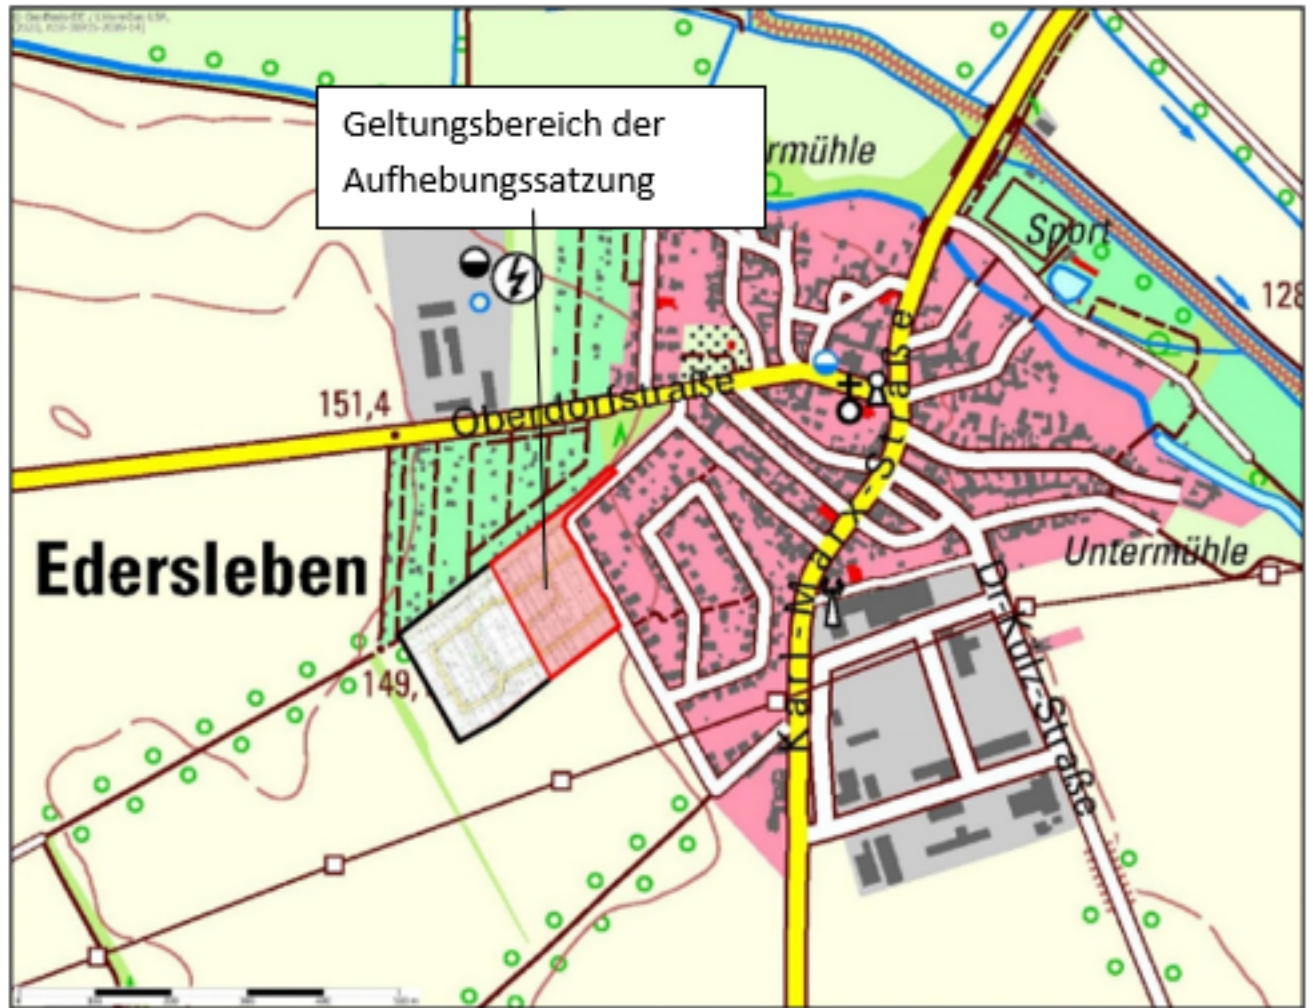 Geltungsbereich der
Aufhebungssatzung
rmühle
Sport
128
151,4
Oberdorfstraße
Karl-Marx-Straße
Edersleben
Untermühle
Dr.-Külz-Straße
149,